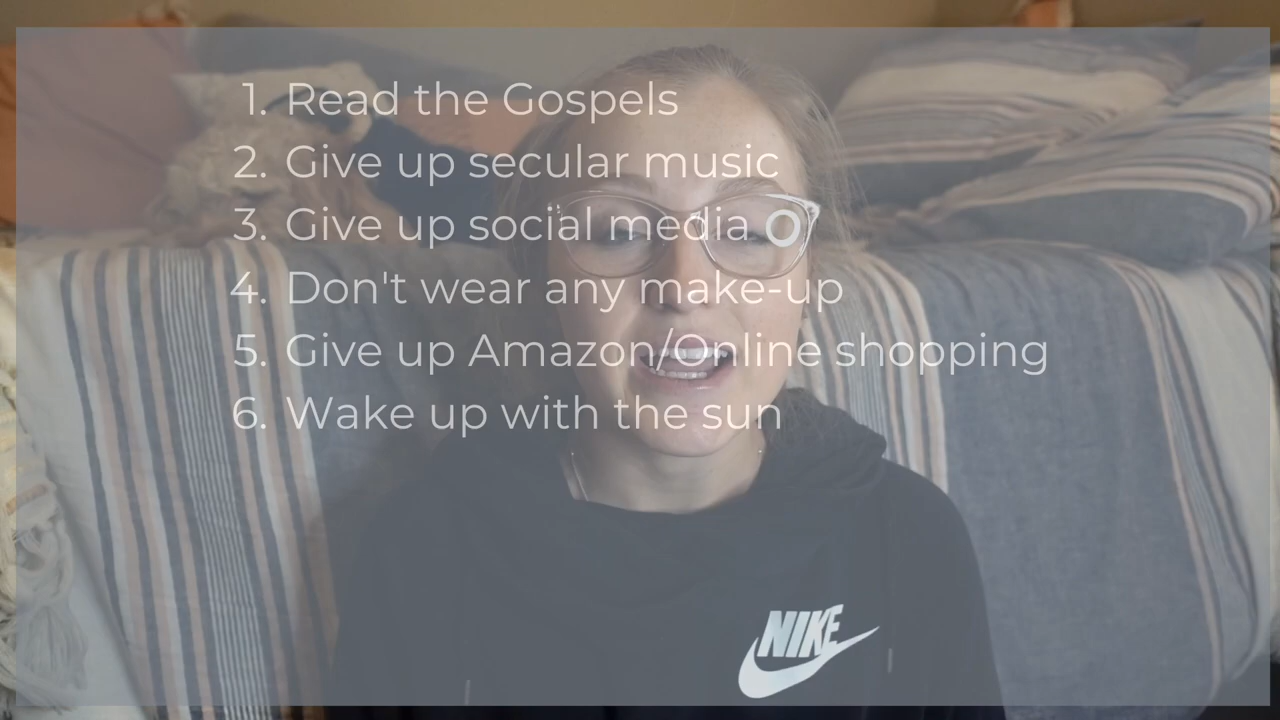 1. Read the Gospels
2. Give up secular music
3. Give up social media
4. Don't wear any make-up
5. Give up Amazon/Online shopping
6. Wake up with the sun
NIKE